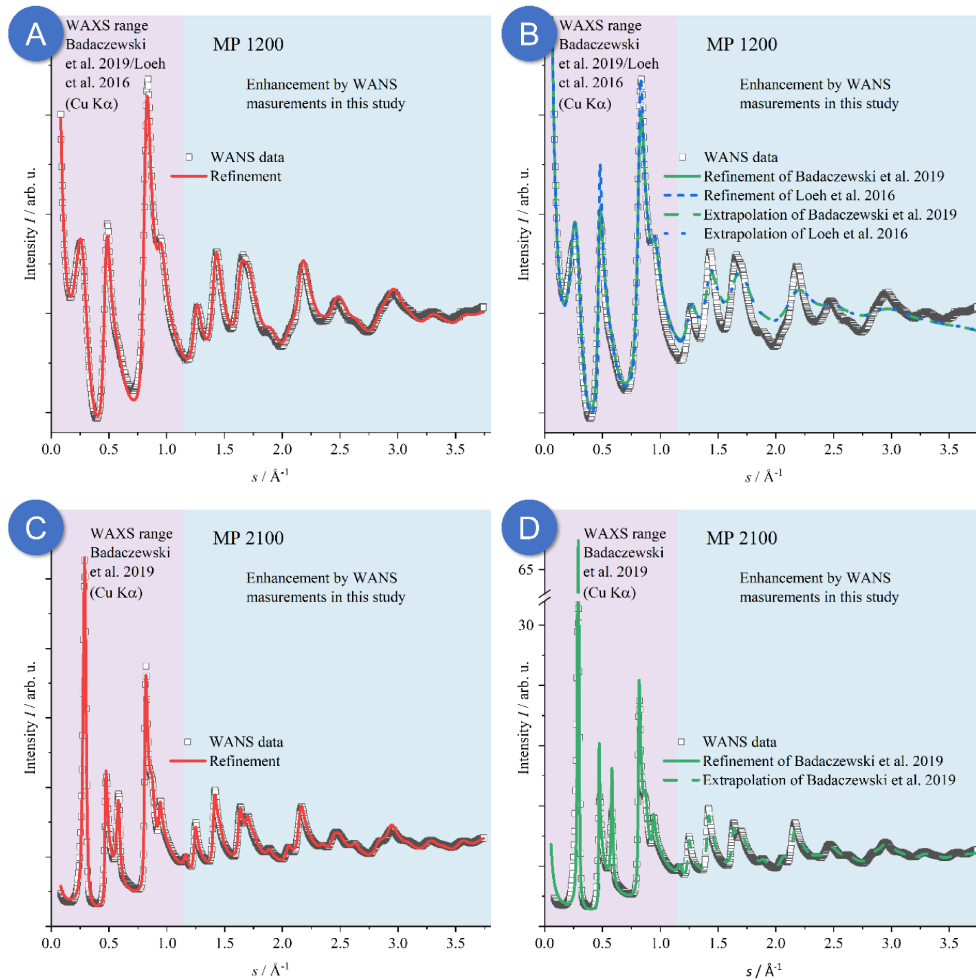 A
WAXS range
Badaczewski
et al. 2019/Loeh
et al. 2016
(Cu Kα)
MP 1200
Enhancement by WANS
masurements in this study
WANS data
Refinement
Intensity I / arb. u.
0.0 0.5 1.0 1.5 2.0 2.5 3.0 3.5
s / Å-1
B
WAXS range
Badaczewski
et al. 2019/Loeh
et al. 2016
(Cu Kα)
MP 1200
Enhancement by WANS
masurements in this study
WANS data
Refinement of Badaczewski et al. 2019
Refinement of Loeh et al. 2016
Extrapolation of Badaczewski et al. 2019
Extrapolation of Loeh et al. 2016
Intensity I / arb. u.
0.0 0.5 1.0 1.5 2.0 2.5 3.0 3.5
s / Å-1
C
WAXS range
Badaczewski
et al. 2019
(Cu Kα)
MP 2100
Enhancement by WANS
masurements in this study
WANS data
Refinement
Intensity I / arb. u.
0.0 0.5 1.0 1.5 2.0 2.5 3.0 3.5
s / Å-1
D
WAXS range
Badaczewski
et al. 2019
(Cu Kα)
MP 2100
Enhancement by WANS
masurements in this study
65
30
WANS data
Refinement of Badaczewski et al. 2019
Extrapolation of Badaczewski et al. 2019
Intensity I / arb. u.
0.0 0.5 1.0 1.5 2.0 2.5 3.0 3.5
s / Å-1